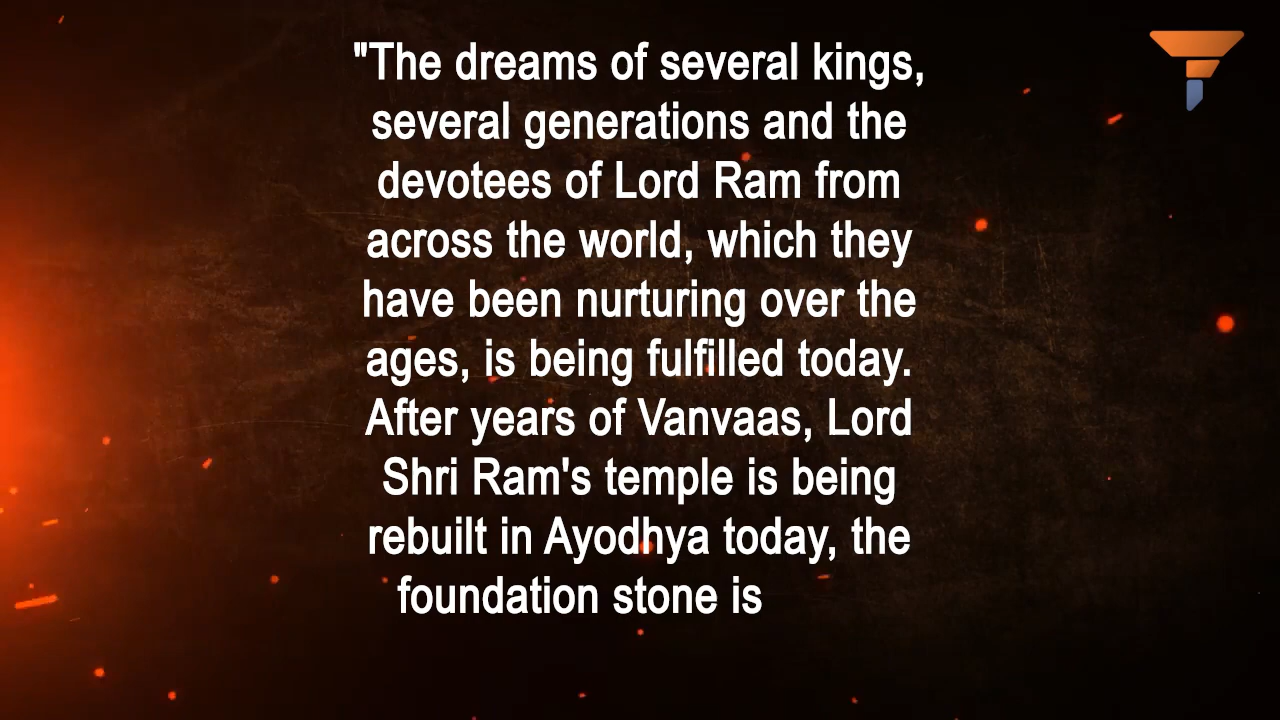 "The dreams of several kings,
several generations and the
devotees of Lord Ram from
across the world, which they
have been nurturing over the
ages, is being fulfilled today.
After years of Vanvaas, Lord
Shri Ram's temple is being
rebuilt in Ayodhya today, the
foundation stone is